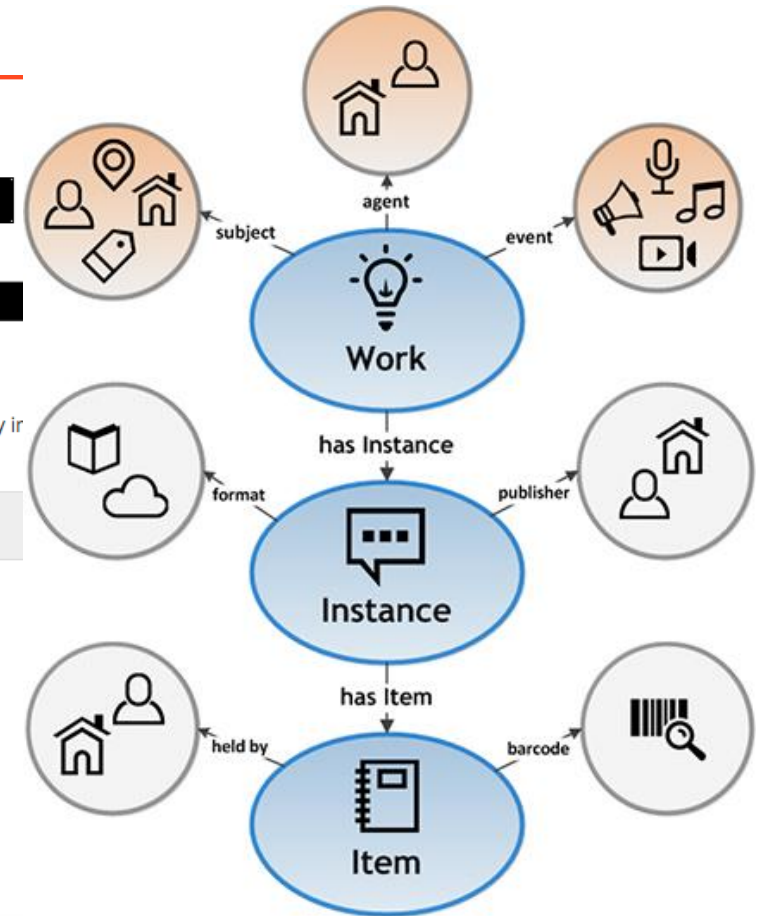 agent
subject
event
Work
has Instance
format
publisher
Instance
has Item
held by
barcode
Item